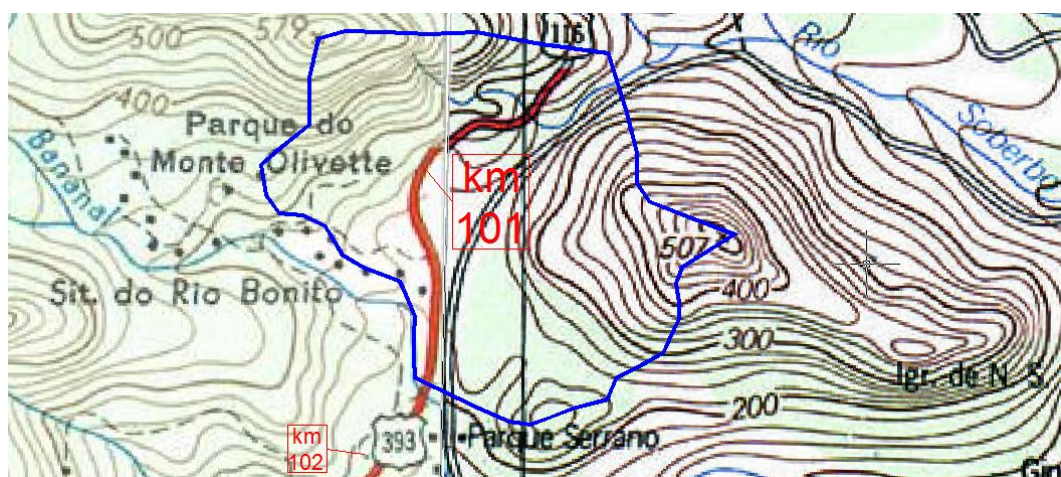 500
579
116
Rio
400
Parque do
Monte Olivette
Bananal
Soberbo
km
101
507
Sit. do Rio Bonito
400
300
Igr. de N. S.
200
km
102
393
Parque Serrano